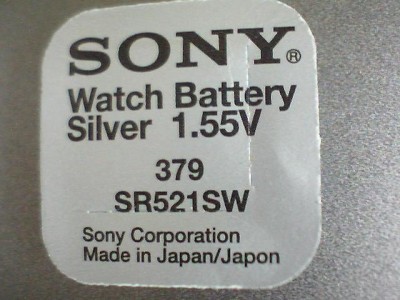 SONY®
Watch Battery
Silver 1.55V
379
SR521SW
Sony Corporation
Made in Japan/Japon